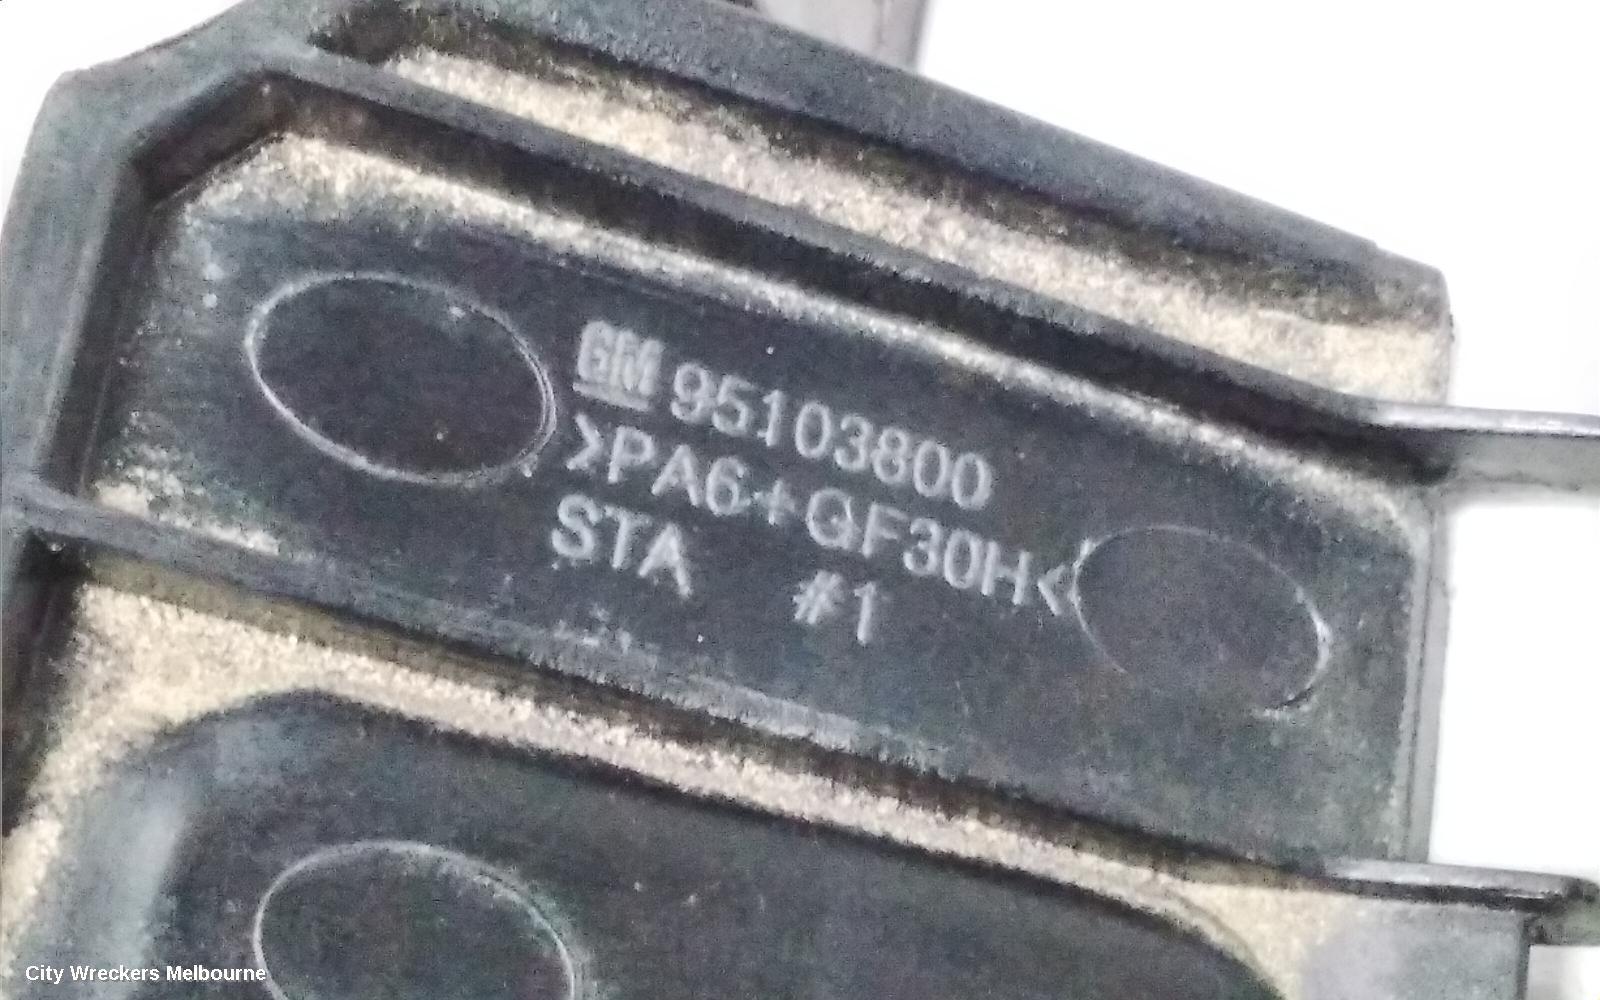 GM 95103800
>PA6+GF30H<
STA #1
City Wreckers Melbourne